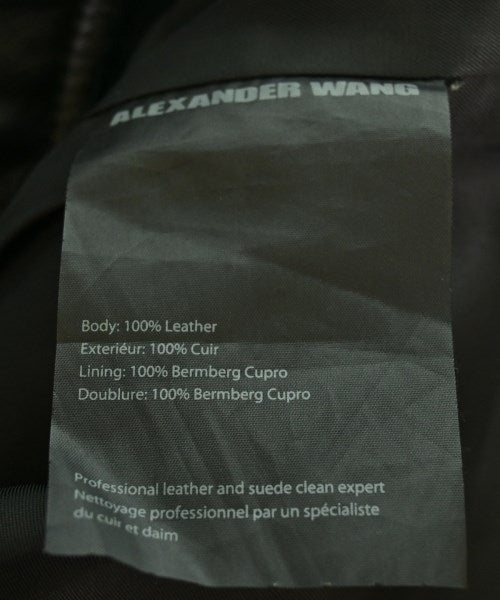 ALEXANDER WANG
Body: 100% Leather
Exterieúr: 100% Cuir
Lining: 100% Bermberg Cupro
Doublure: 100% Bermberg Cupro
Professional leather and suede clean expert
Nettoyage professionnel par un spécialiste
du cuir et daim